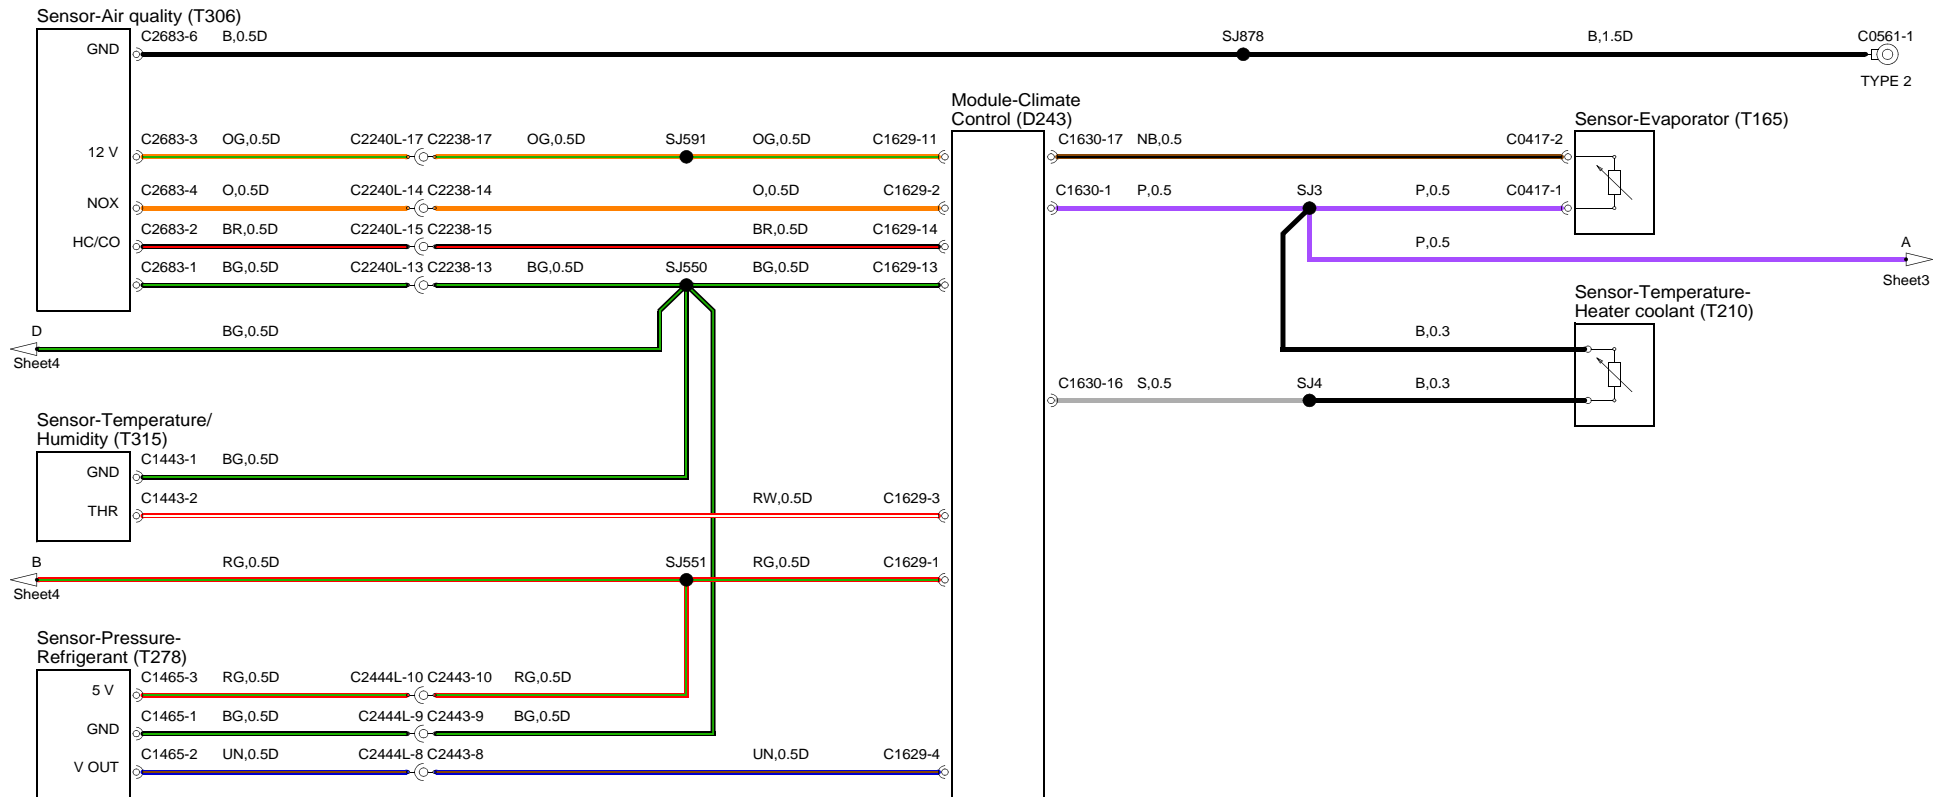 Sensor-Air quality (T306)
C2683-6 B,0.5D SJ878 B,1.5D C0561-1
GND
TYPE 2
Module-Climate
Control (D243)
Sensor-Evaporator (T165)
C2683-3 OG,0.5D C2240L-17 C2238-17 OG,0.5D SJ591 OG,0.5D C1629-11 C1630-17 NB,0.5 C0417-2
12 V
C2683-4 O,0.5D C2240L-14 C2238-14 O,0.5D C1629-2 C1630-1 P,0.5 SJ3 P,0.5 C0417-1
NOX
C2683-2 BR,0.5D C2240L-15 C2238-15 BR,0.5D C1629-14
HC/CO
P,0.5 A
Sheet3
C2683-1 BG,0.5D C2240L-13 C2238-13 BG,0.5D SJ550 BG,0.5D C1629-13
Sensor-Temperature-
Heater coolant (T210)
D BG,0.5D B,0.3
Sheet4
C1630-16 S,0.5 SJ4 B,0.3
Sensor-Temperature/
Humidity (T315)
C1443-1 BG,0.5D
GND
C1443-2 RW,0.5D C1629-3
THR
B RG,0.5D SJ551 RG,0.5D C1629-1
Sheet4
Sensor-Pressure-
Refrigerant (T278)
C1465-3 RG,0.5D C2444L-10 C2443-10 RG,0.5D
5 V
C1465-1 BG,0.5D C2444L-9 C2443-9 BG,0.5D
GND
C1465-2 UN,0.5D C2444L-8 C2443-8 UN,0.5D C1629-4
V OUT